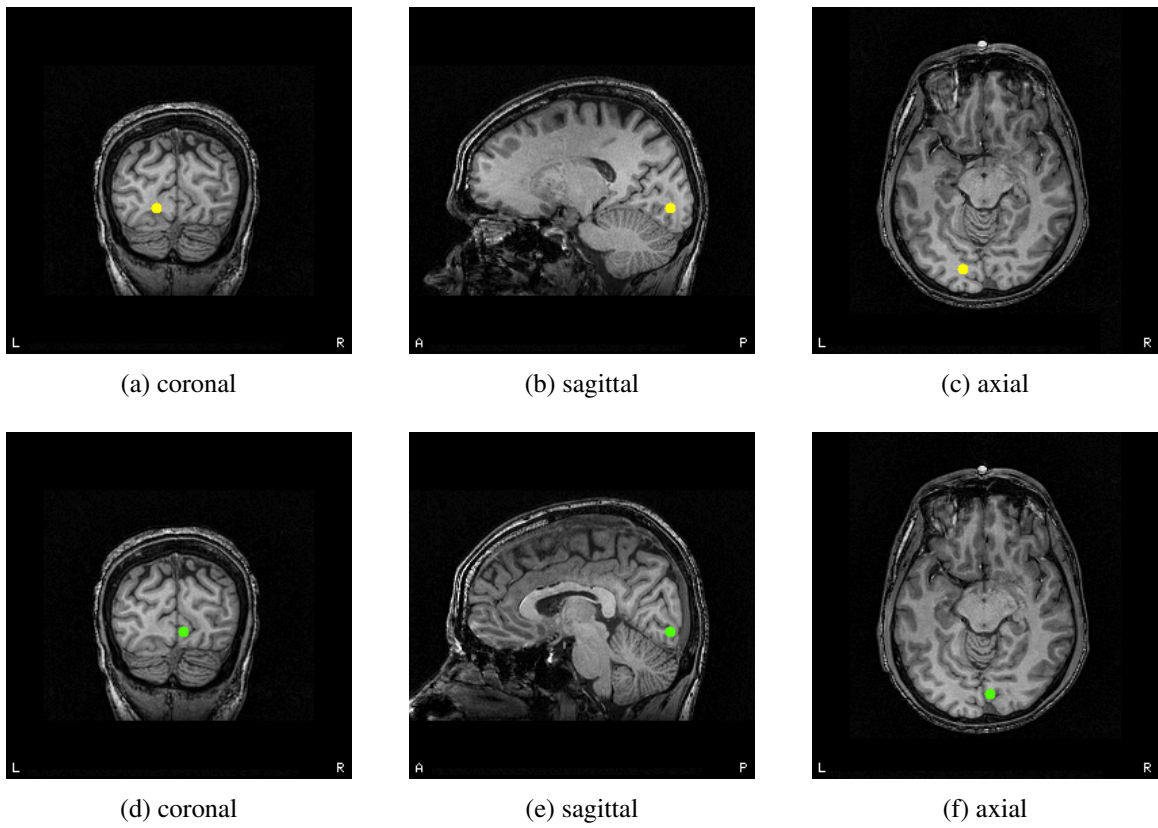 L R
A P
L R
(a) coronal
(b) sagittal
(c) axial
L R
A P
L R
(d) coronal
(e) sagittal
(f) axial